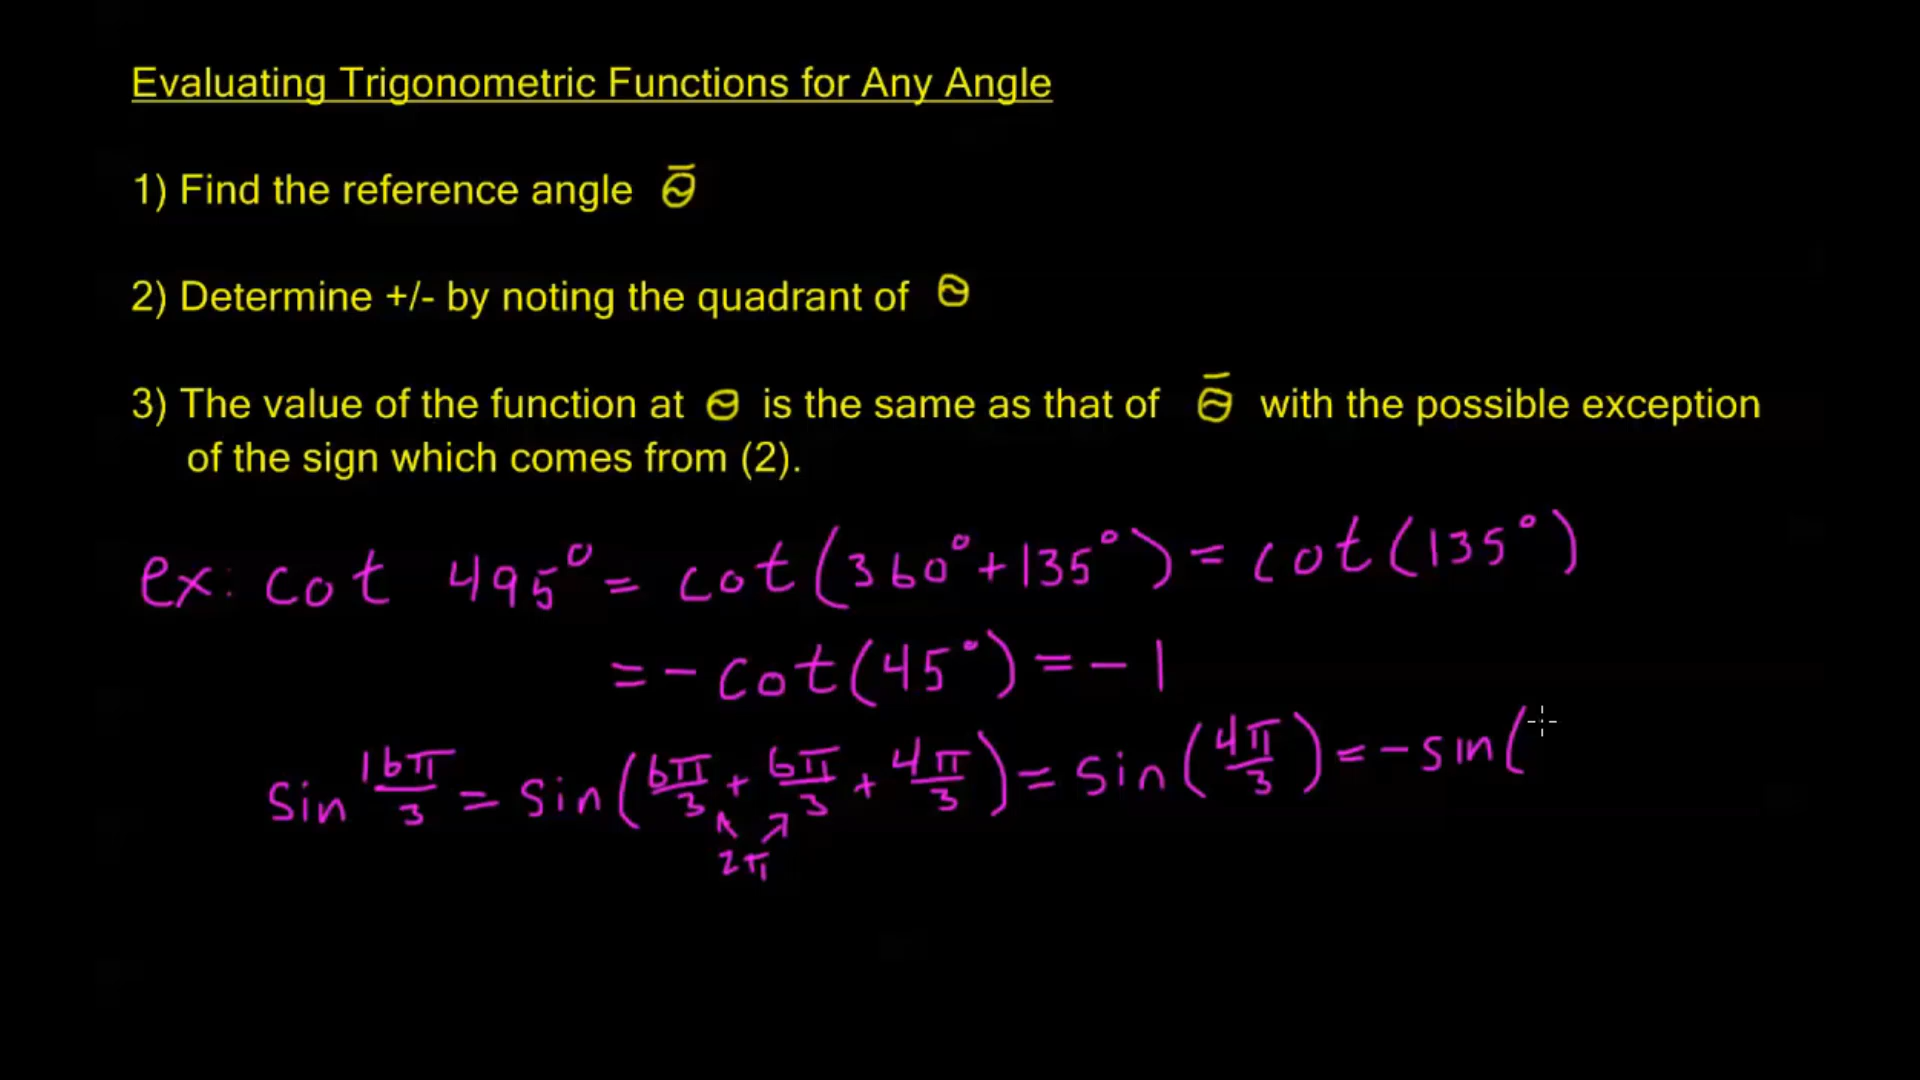 Evaluating Trigonometric Functions for Any Angle
1) Find the reference angle θ̄
2) Determine +/- by noting the quadrant of θ
3) The value of the function at θ is the same as that of θ̄ with the possible exception
of the sign which comes from (2).
ex: cot 495° = cot(360° + 135°) = cot(135°)
= - cot(45°) = - 1
sin 16π/3 = sin(6π/3 + 6π/3 + 4π/3) = sin(4π/3) = - sin(
2π